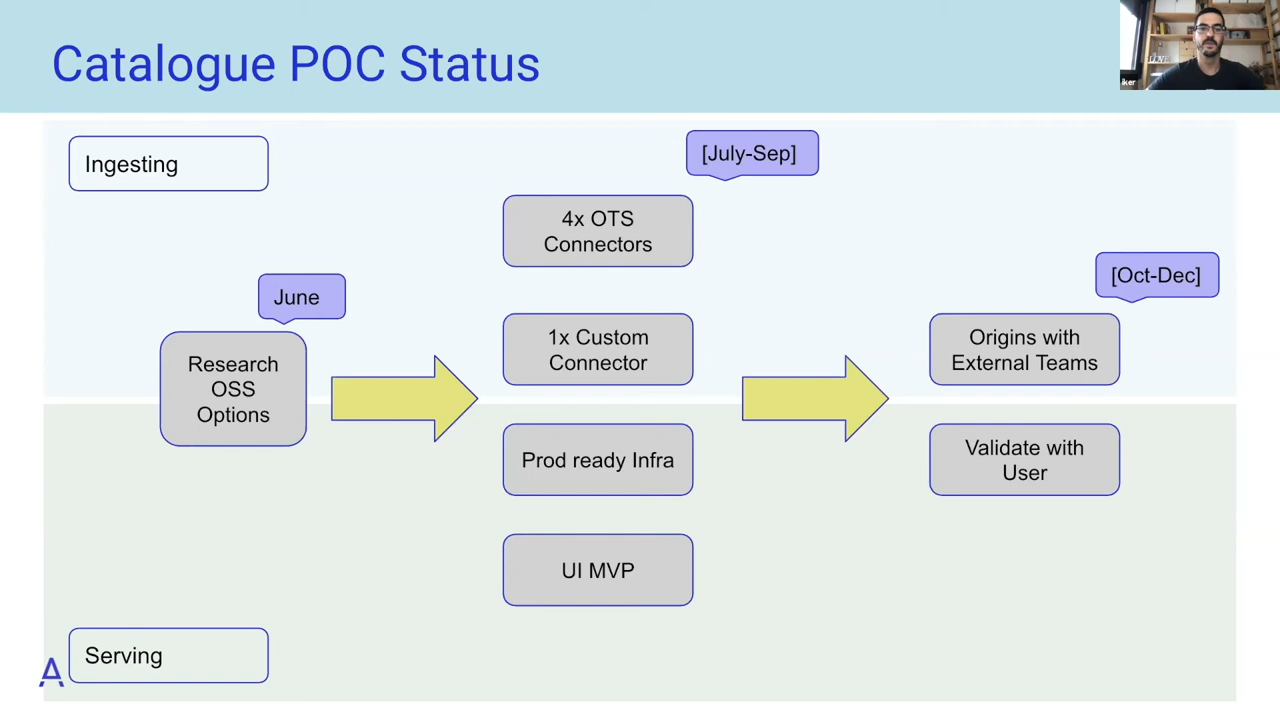 Catalogue POC Status
iker
Ingesting
[July-Sep]
4x OTS
Connectors
[Oct-Dec]
June
1x Custom
Connector
Origins with
External Teams
Research
OSS
Options
Prod ready Infra
Validate with
User
UI MVP
Serving
A